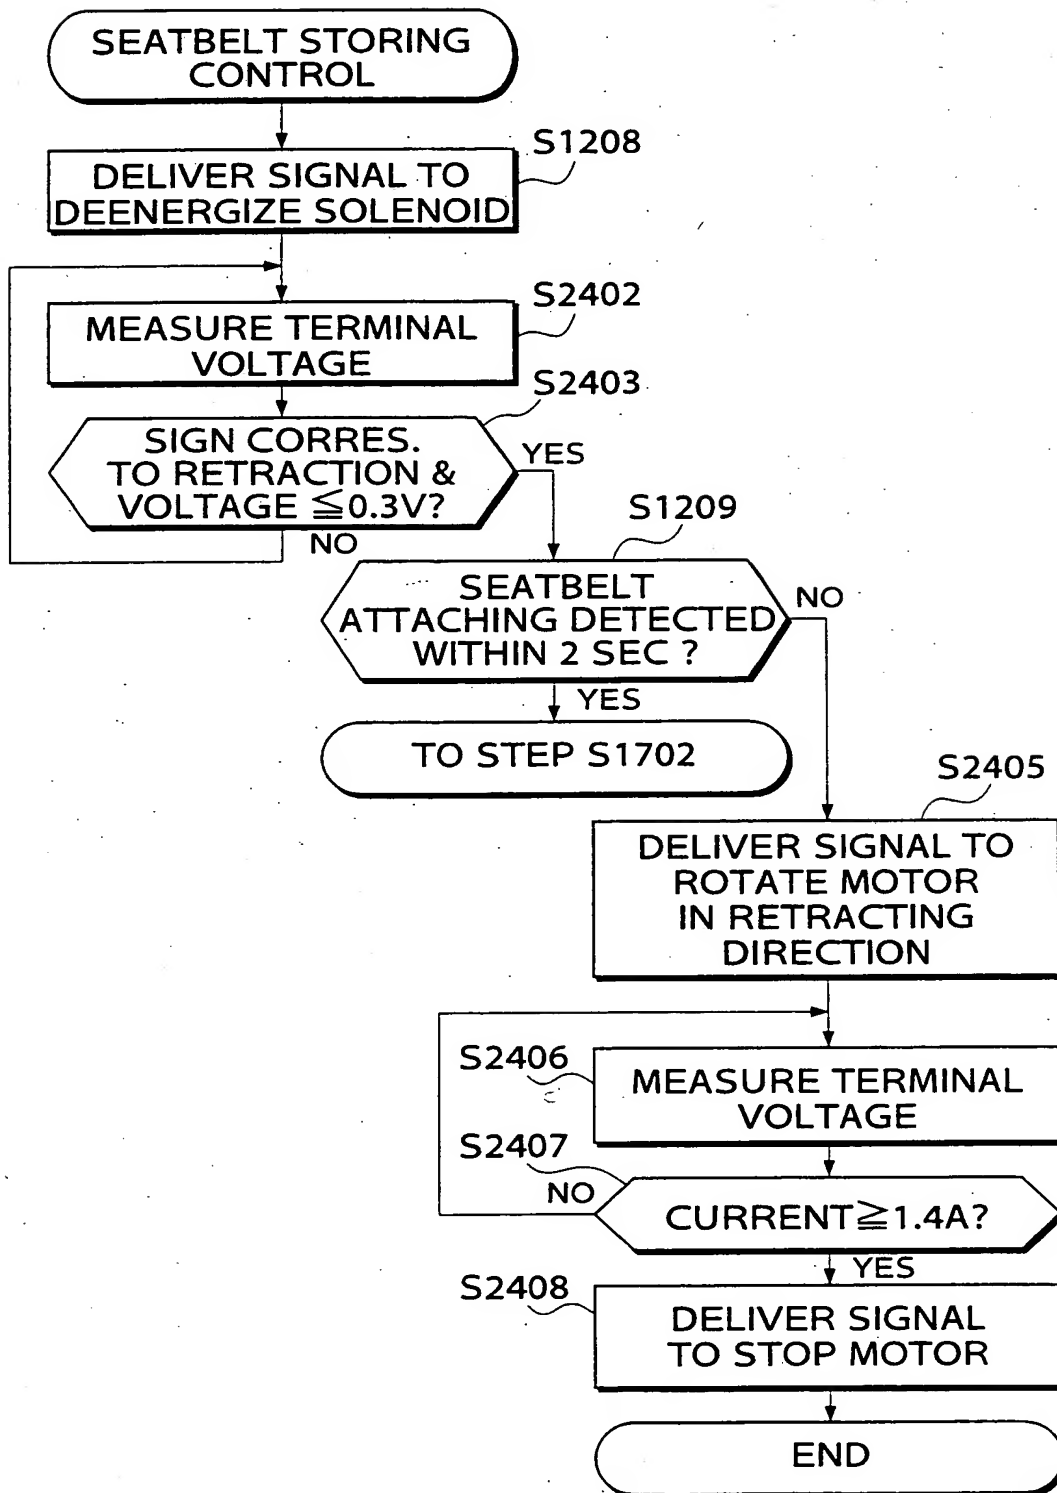 SEATBELT STORING
CONTROL
S1208
DELIVER SIGNAL TO
DEENERGIZE SOLENOID
S2402
MEASURE TERMINAL
VOLTAGE
S2403
SIGN CORRES.
TO RETRACTION &
VOLTAGE ≦0.3V?
YES
NO
S1209
SEATBELT
ATTACHING DETECTED
WITHIN 2 SEC ?
NO
YES
TO STEP S1702
S2405
DELIVER SIGNAL TO
ROTATE MOTOR
IN RETRACTING
DIRECTION
S2406
MEASURE TERMINAL
VOLTAGE
S2407
NO
CURRENT≧1.4A?
YES
S2408
DELIVER SIGNAL
TO STOP MOTOR
END